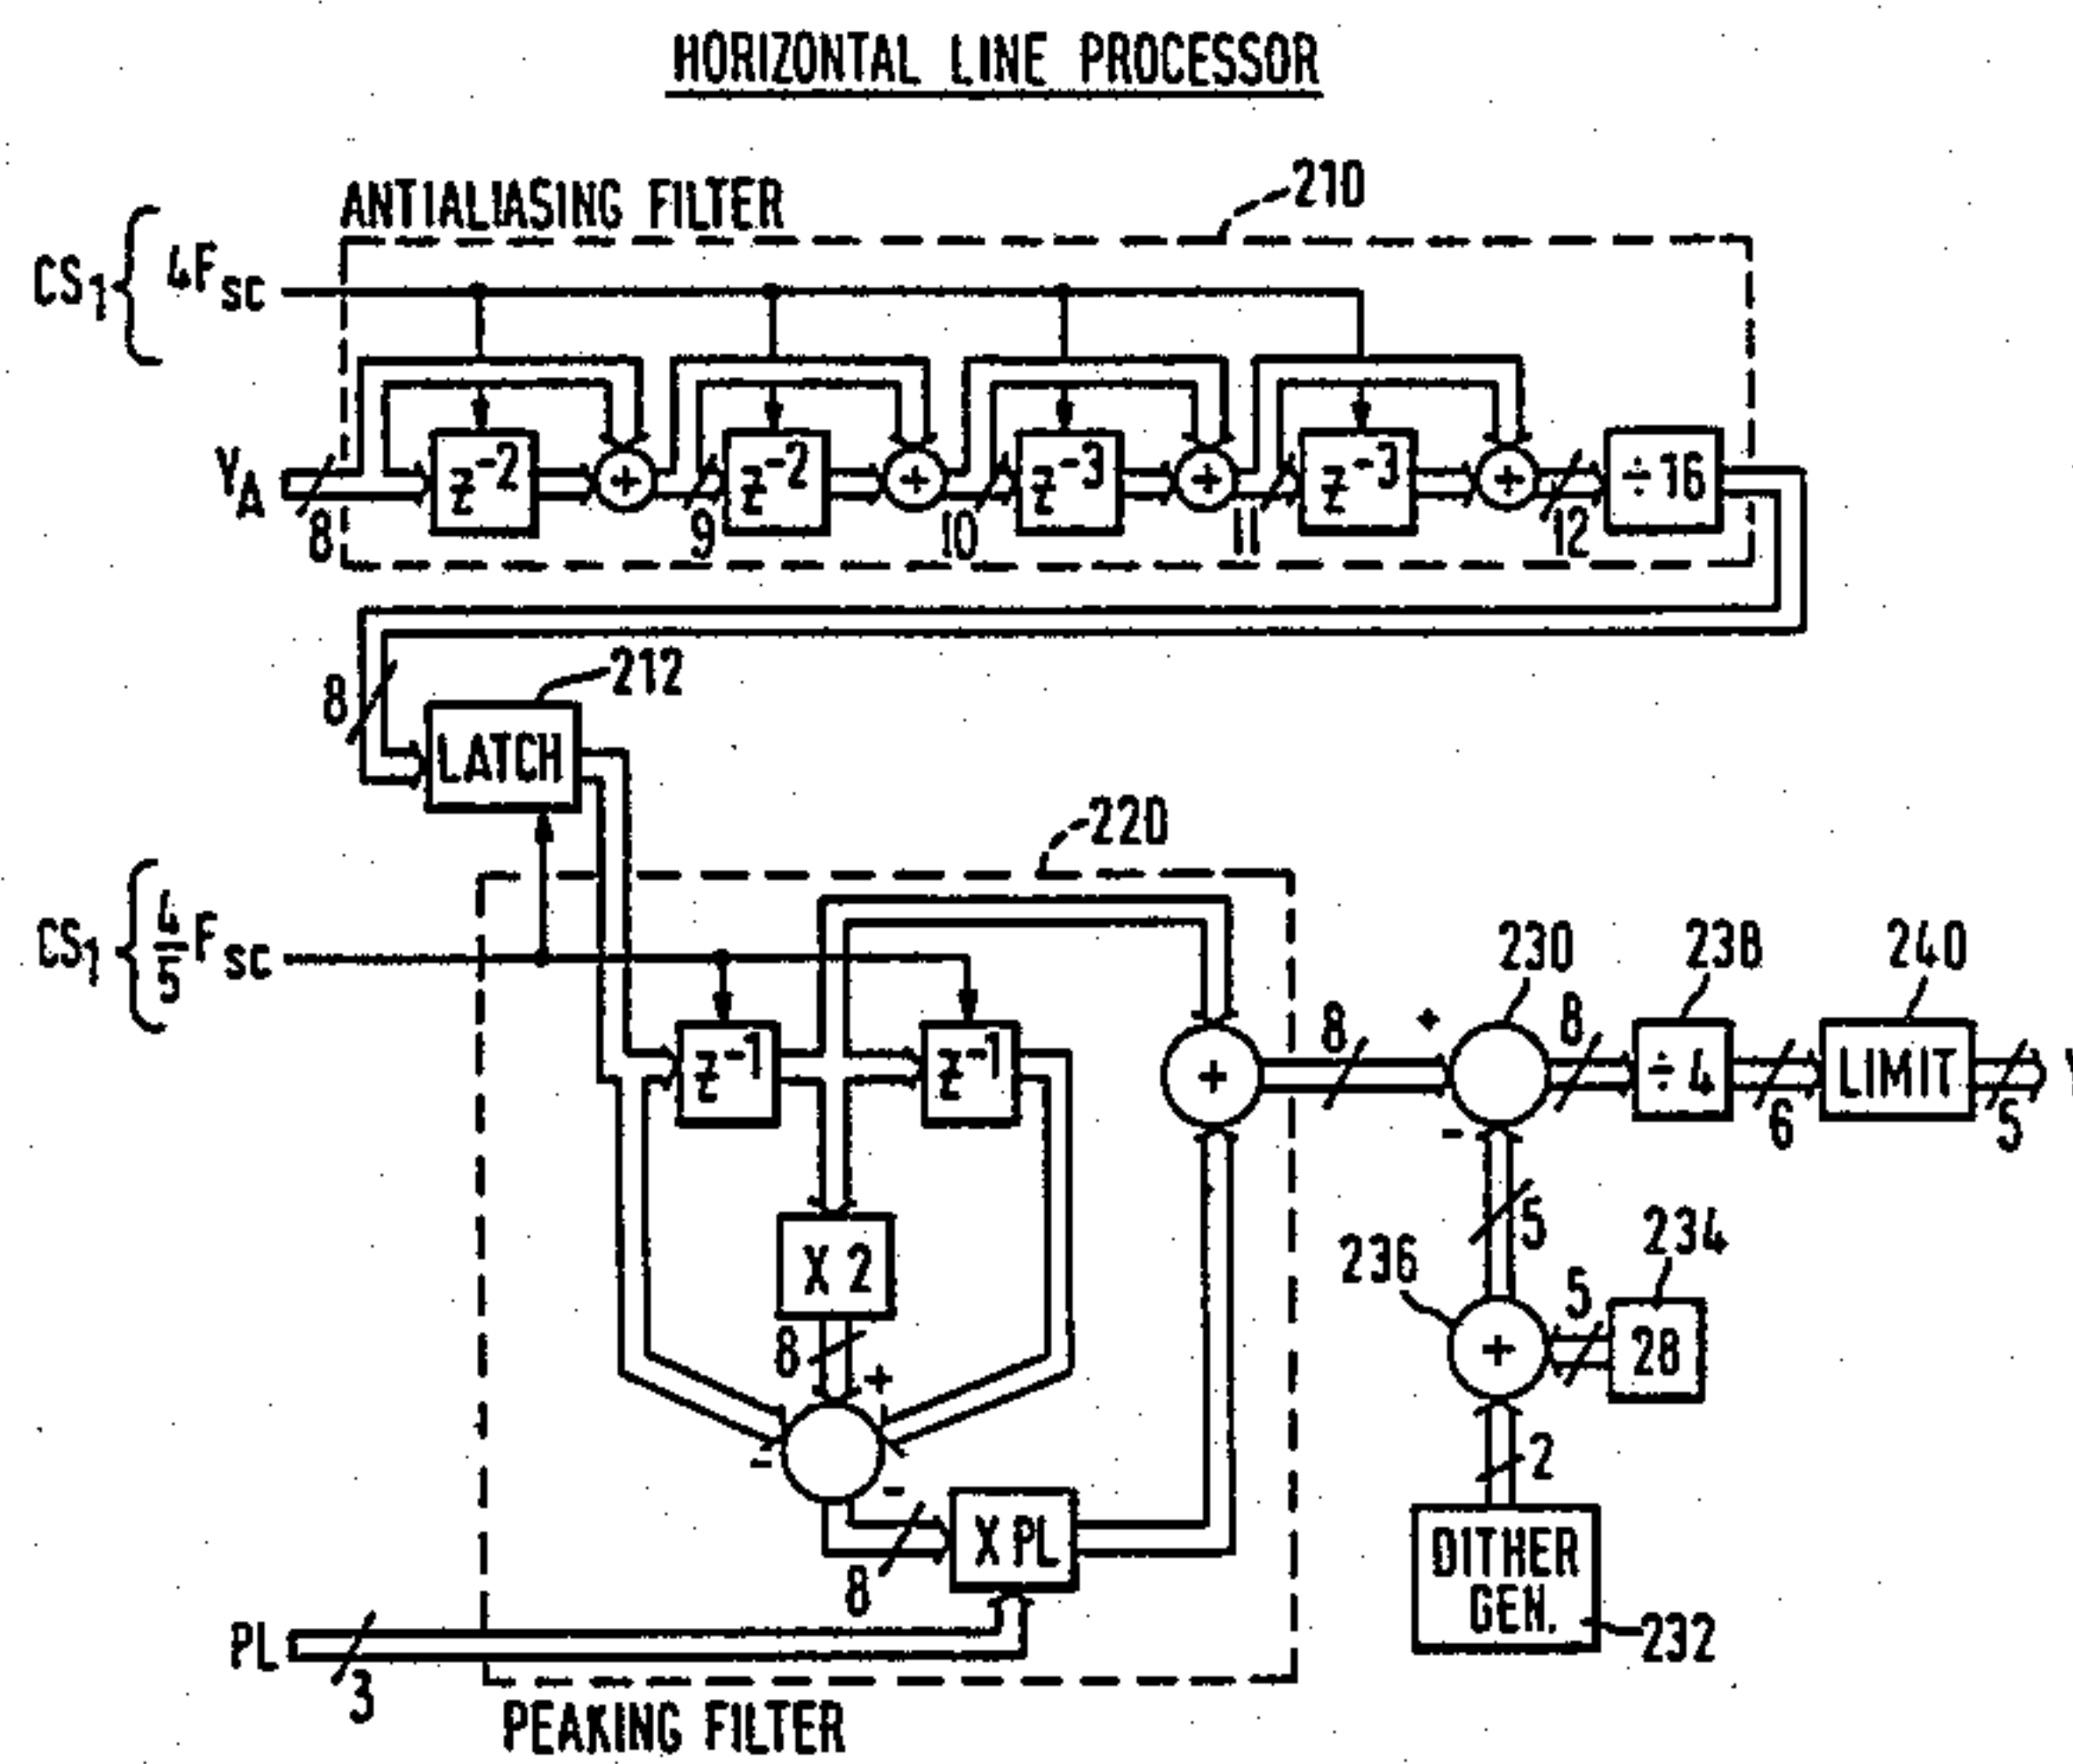 HORIZONTAL LINE PROCESSOR
ANTIALIASING FILTER
210
CS1 { 4FSC
YA
8
z-2
+
9
z-2
+
10
z-3
+
11
z-3
+
12
÷16
8
212
LATCH
220
CS1 { 4/5 FSC
z-1
z-1
+
8
+
-
230
8
238
÷4
6
240
LIMIT
5
X 2
8
+
-
-
8
X PL
5
236
+
5
234
28
2
DITHER
GEN.
232
PL
3
PEAKING FILTER